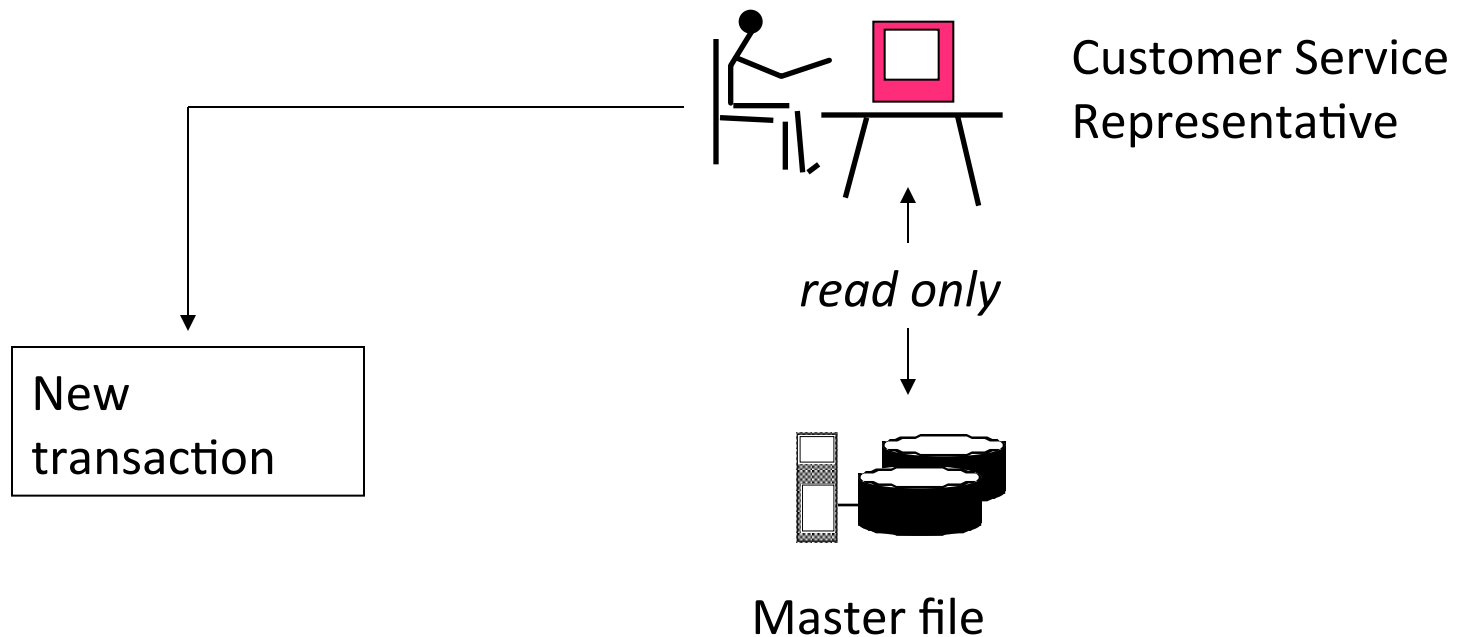 Customer Service
Representative
read only
New
transaction
Master file